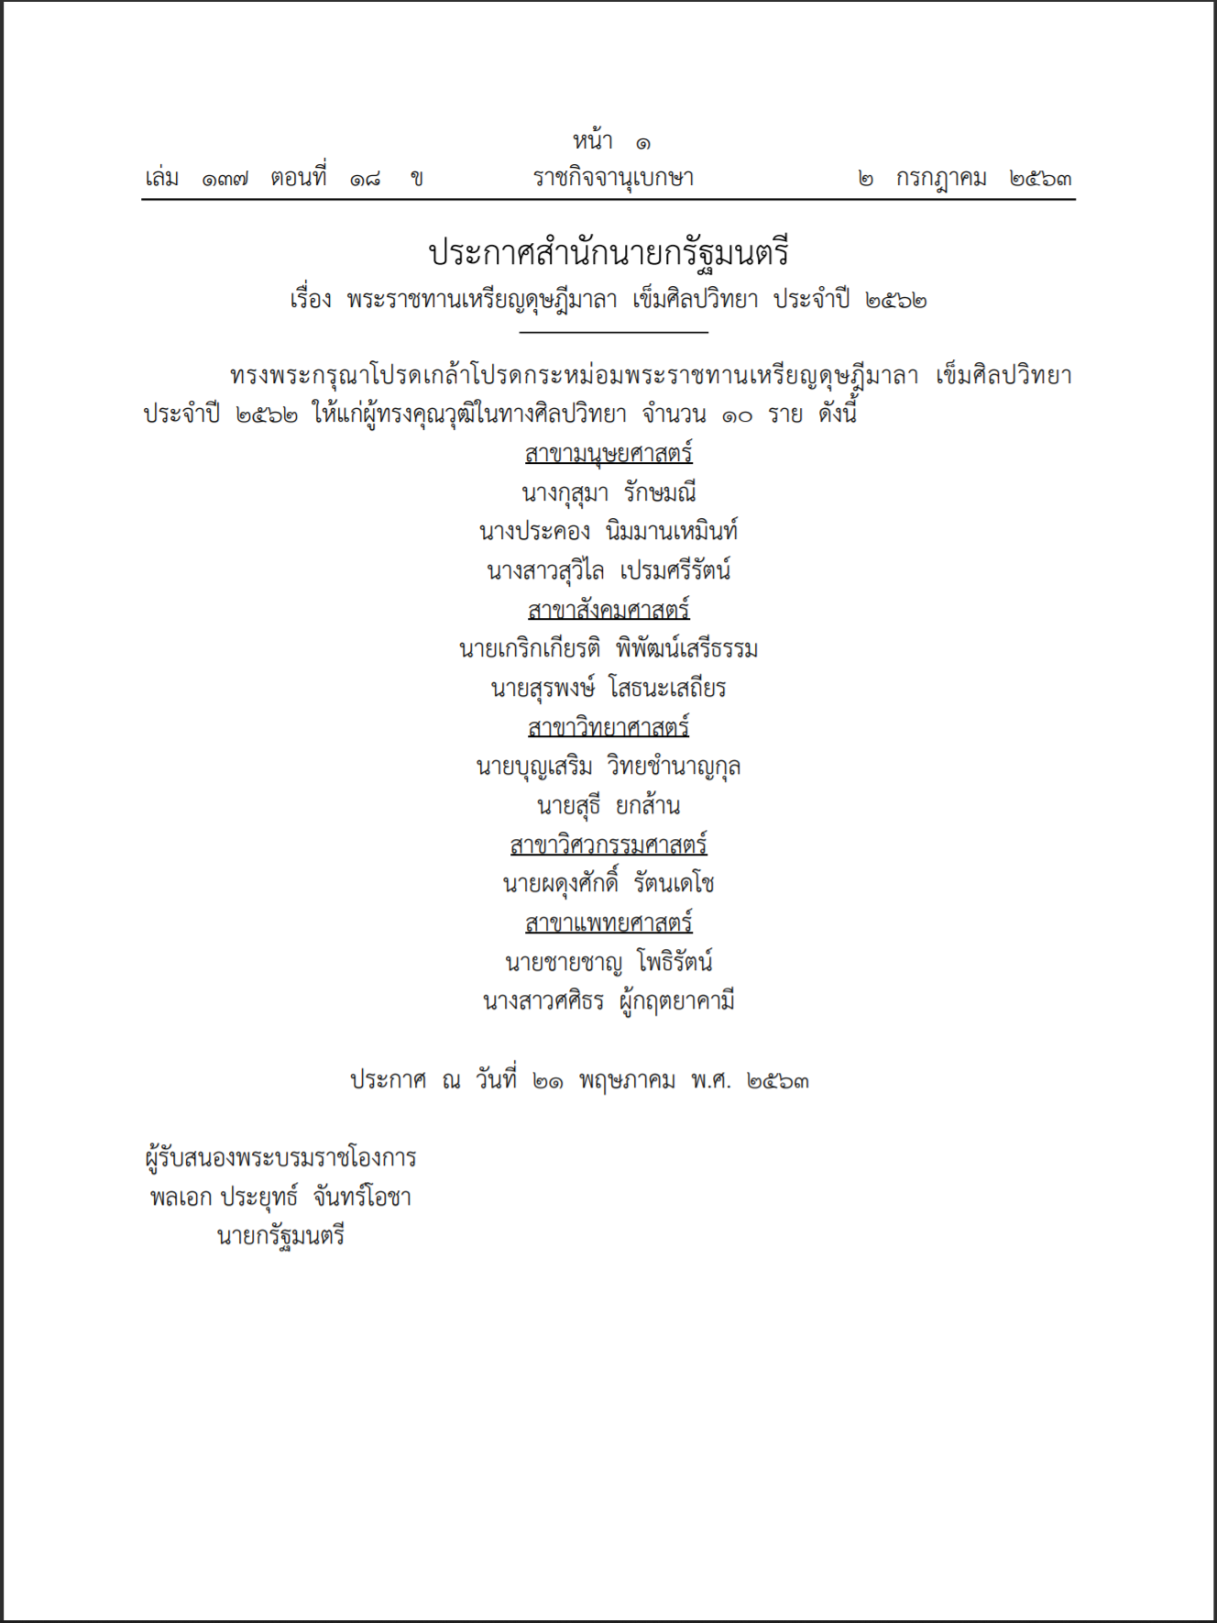 หน้า ๑
เล่ม ๑๓๗ ตอนที่ ๑๘ ข ราชกิจจานุเบกษา ๒ กรกฎาคม ๒๕๖๓
ประกาศสำนักนายกรัฐมนตรี
เรื่อง พระราชทานเหรียญดุษฎีมาลา เข็มศิลปวิทยา ประจำปี ๒๕๖๒
ทรงพระกรุณาโปรดเกล้าโปรดกระหม่อมพระราชทานเหรียญดุษฎีมาลา เข็มศิลปวิทยา
ประจำปี ๒๕๖๒ ให้แก่ผู้ทรงคุณวุฒิในทางศิลปวิทยา จำนวน ๑๐ ราย ดังนี้
สาขามนุษยศาสตร์
นางกุสุมา รักษมณี
นางประคอง นิมมานเหมินท์
นางสาวสุวิไล เปรมศรีรัตน์
สาขาสังคมศาสตร์
นายเกริกเกียรติ พิพัฒน์เสรีธรรม
นายสุรพงษ์ โสธนะเสถียร
สาขาวิทยาศาสตร์
นายบุญเสริม วิทยชำนาญกุล
นายสุธี ยกส้าน
สาขาวิศวกรรมศาสตร์
นายผดุงศักดิ์ รัตนเดโช
สาขาแพทยศาสตร์
นายชายชาญ โพธิรัตน์
นางสาวศศิธร ผู้กฤตยาคามี
ประกาศ ณ วันที่ ๒๑ พฤษภาคม พ.ศ. ๒๕๖๓
ผู้รับสนองพระบรมราชโองการ
พลเอก ประยุทธ์ จันทร์โอชา
นายกรัฐมนตรี